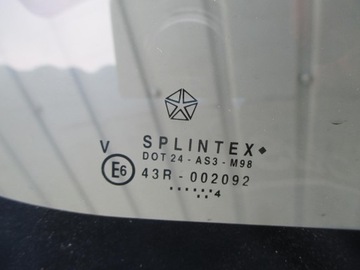 V SPLINTEX
DOT 24 - AS3 - M98
E6 43R - 002092
...... 4